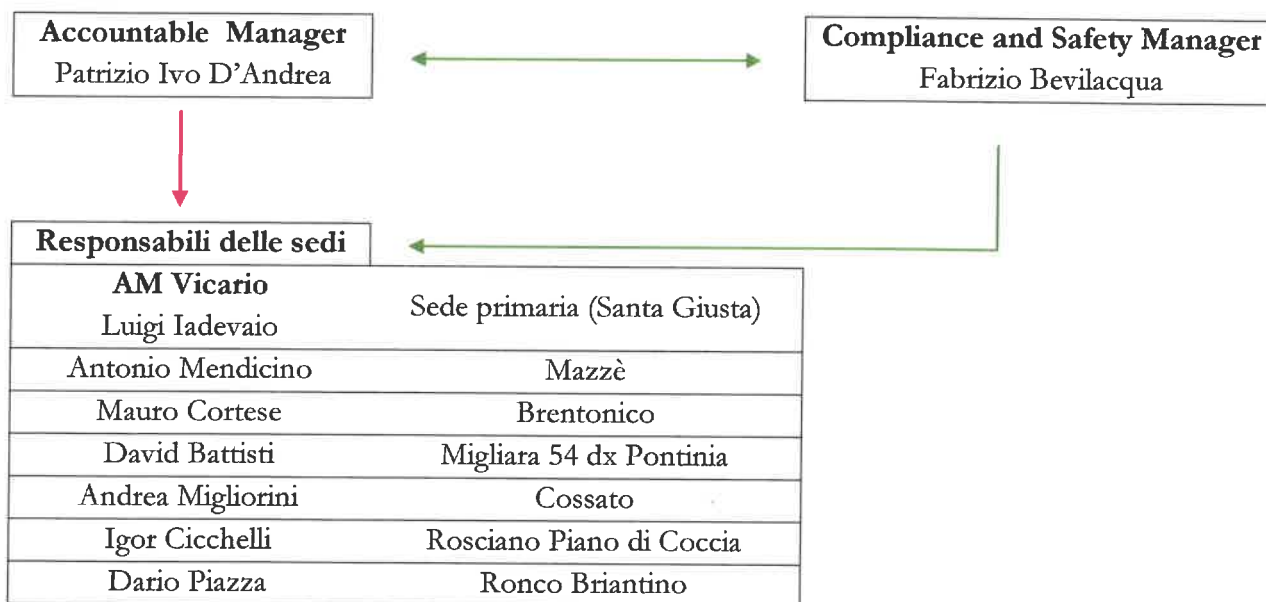 Accountable Manager
Patrizio Ivo D'Andrea
Compliance and Safety Manager
Fabrizio Bevilacqua
Responsabili delle sedi
AM Vicario
Luigi Iadevaio
Sede primaria (Santa Giusta)
Antonio Mendicino Mazzè
Mauro Cortese Brentonico
David Battisti Migliara 54 dx Pontinia
Andrea Migliorini Cossato
Igor Cicchelli Rosciano Piano di Coccia
Dario Piazza Ronco Briantino